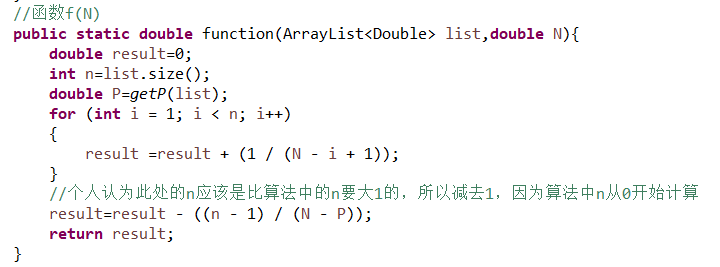 //函数f(N)
public static double function(ArrayList<Double> list,double N){
    double result=0;
    int n=list.size();
    double P=getP(list);
    for (int i = 1; i < n; i++)
    {
        result =result + (1 / (N - i + 1));
    }
    //个人认为此处的n应该是比算法中的n要大1的，所以减去1，因为算法中n从0开始计算
    result=result - ((n - 1) / (N - P));
    return result;
}